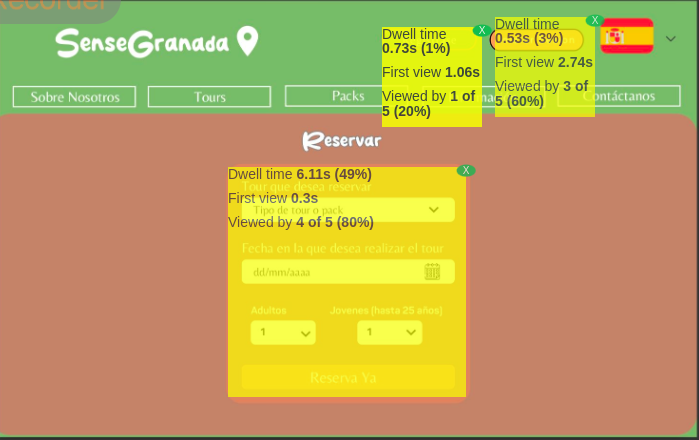 Recorder
SenseGranada
Dwell time
0.73s (1%)
First view 1.06s
Viewed by 1 of
5 (20%)
X
Dwell time
0.53s (3%)
First view 2.74s
Viewed by 3 of
5 (60%)
X
Sobre Nosotros
Tours
Packs
Contáctanos
Reservar
Dwell time 6.11s (49%)
X
Tour que desea reservar
First view 0.3s
Tipo de tour o pack
Viewed by 4 of 5 (80%)
Fecha en la que desea realizar el tour
dd/mm/aaaa
Adultos
Jovenes (hasta 25 años)
1
1
Reserva Ya